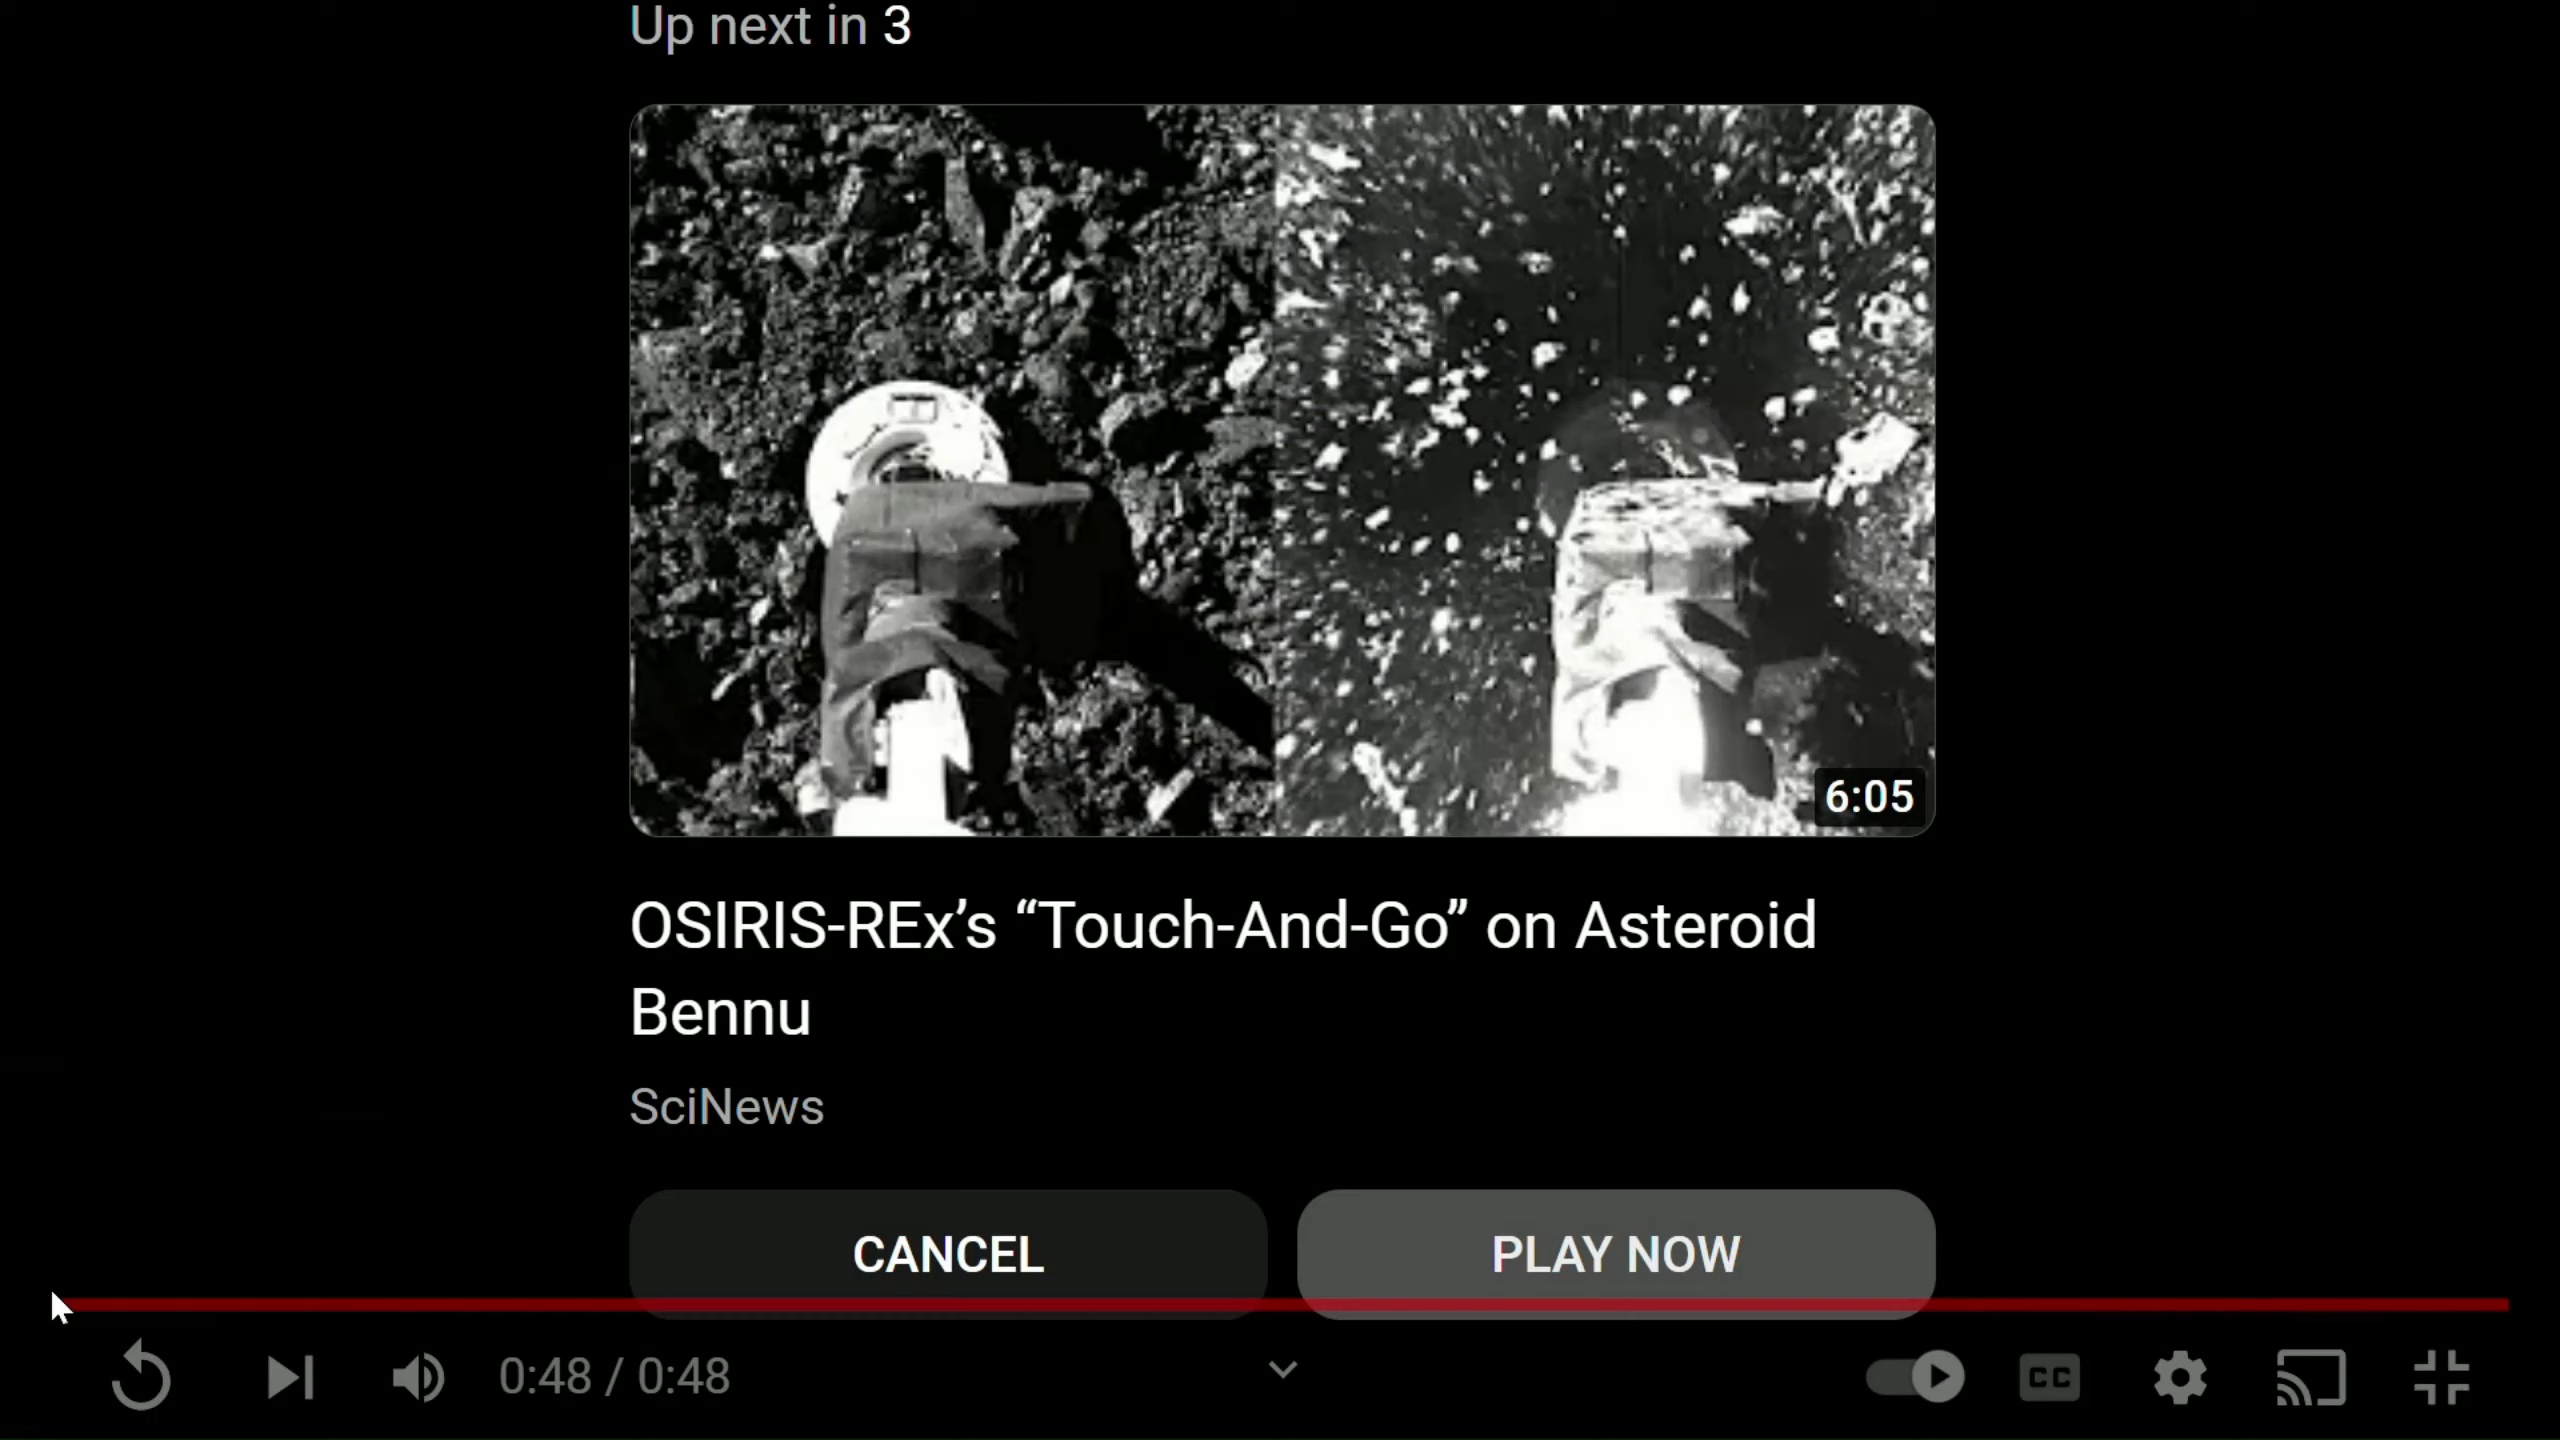 Up next in 3
6:05
OSIRIS-REx’s “Touch-And-Go” on Asteroid
Bennu
SciNews
CANCEL
PLAY NOW
0:48 / 0:48
CC